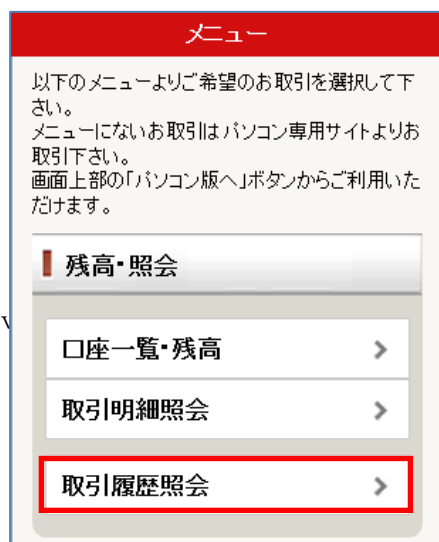 メニュー
以下のメニューよりご希望のお取引を選択して下
さい。
メニューにないお取引はパソコン専用サイトよりお
取引下さい。
画面上部の「パソコン版へ」ボタンからご利用いた
だけます。
残高・照会
口座一覧・残高
取引明細照会
取引履歴照会